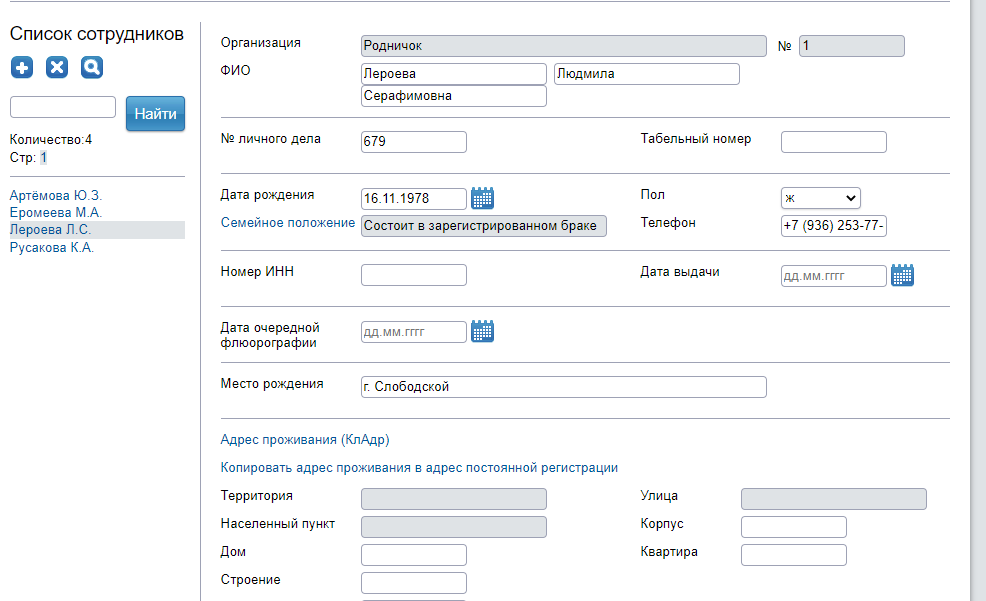 Список сотрудников
Найти
Количество:4
Стр: 1
Артёмова Ю.З.
Еромеева М.А.
Лероева Л.С.
Русакова К.А.
Организация Родничок № 1
ФИО Лероева Людмила
Серафимовна
№ личного дела 679 Табельный номер
Дата рождения 16.11.1978 Пол ж
Семейное положение Состоит в зарегистрированном браке Телефон +7 (936) 253-77-
Номер ИНН Дата выдачи дд.мм.гггг
Дата очередной
флюорографии дд.мм.гггг
Место рождения г. Слободской
Адрес проживания (КлАдр)
Копировать адрес проживания в адрес постоянной регистрации
Территория Улица
Населенный пункт Корпус
Дом Квартира
Строение